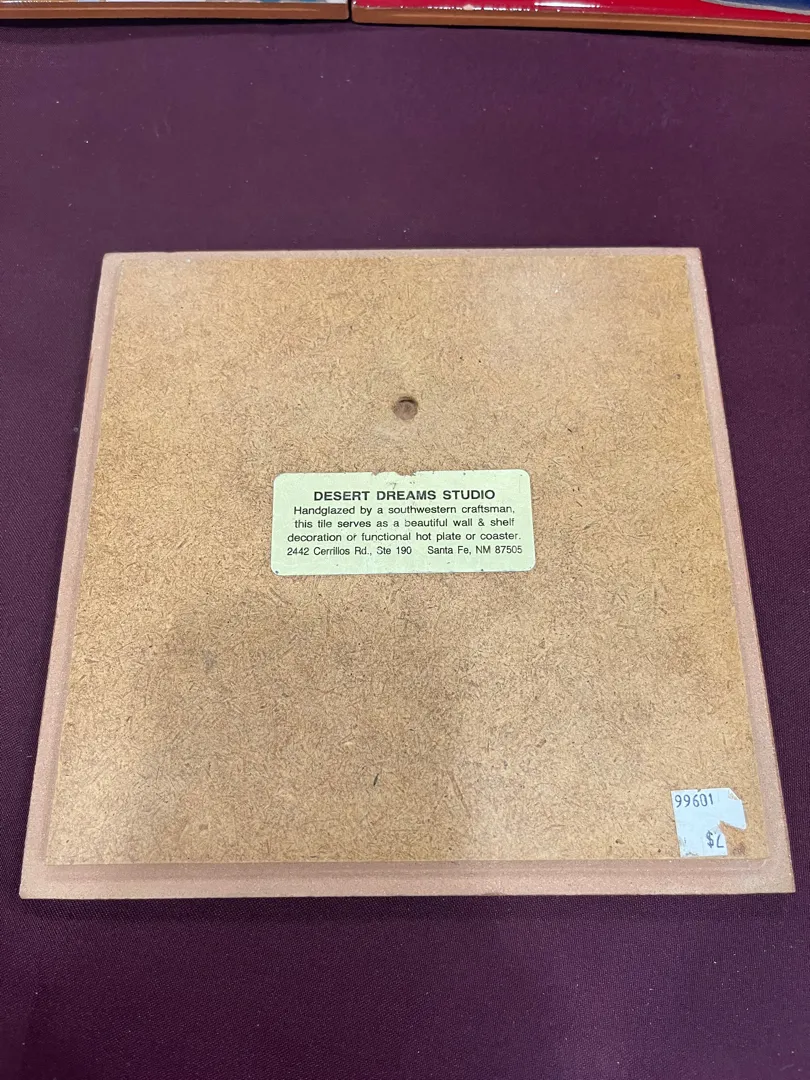 DESERT DREAMS STUDIO
Handglazed by a southwestern craftsman,
this tile serves as a beautiful wall & shelf
decoration or functional hot plate or coaster.
2442 Cerrillos Rd., Ste 190 Santa Fe, NM 87505
99601